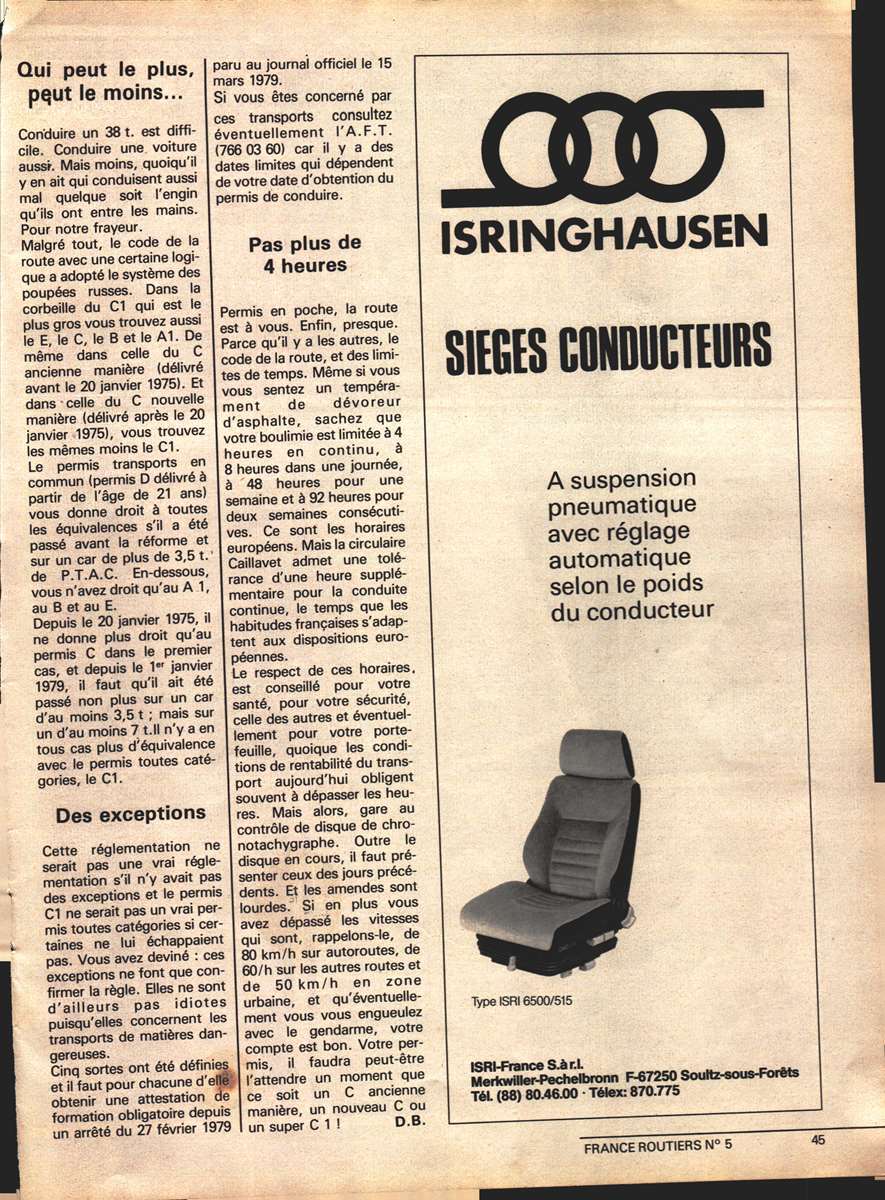 Qui peut le plus,
peut le moins...
Conduire un 38 t. est diffi-
cile. Conduire une voiture
aussi. Mais moins, quoiqu'il
y en ait qui conduisent aussi
mal quelque soit l'engin
qu'ils ont entre les mains.
Pour notre frayeur.
Malgré tout, le code de la
route avec une certaine logi-
que a adopté le système des
poupées russes. Dans la
corbeille du C1 qui est le
plus gros vous trouvez aussi
le E, le C, le B et le A1. De
même dans celle du C
ancienne manière (délivré
avant le 20 janvier 1975). Et
dans celle du C nouvelle
manière (délivré après le 20
janvier 1975), vous trouvez
les mêmes moins le C1.
Le permis transports en
commun (permis D délivré à
partir de l'âge de 21 ans)
vous donne droit à toutes
les équivalences s'il a été
passé avant la réforme et
sur un car de plus de 3,5 t.
de P.T.A.C. En-dessous,
vous n'avez droit qu'au A 1,
au B et au E.
Depuis le 20 janvier 1975, il
ne donne plus droit qu'au
permis C dans le premier
cas, et depuis le 1er janvier
1979, il faut qu'il ait été
passé non plus sur un car
d'au moins 3,5 t ; mais sur
un d'au moins 7 t.Il n'y a en
tous cas plus d'équivalence
avec le permis toutes caté-
gories, le C1.
Des exceptions
Cette réglementation ne
serait pas une vrai régle-
mentation s'il n'y avait pas
des exceptions et le permis
C1 ne serait pas un vrai per-
mis toutes catégories si cer-
taines ne lui échappaient
pas. Vous avez deviné : ces
exceptions ne font que con-
firmer la règle. Elles ne sont
d'ailleurs pas idiotes
puisqu'elles concernent les
transports de matières dan-
gereuses.
Cinq sortes ont été définies
et il faut pour chacune d'elle
obtenir une attestation de
formation obligatoire depuis
un arrêté du 27 février 1979
paru au journal officiel le 15
mars 1979.
Si vous êtes concerné par
ces transports consultez
éventuellement l'A.F.T.
(766 03 60) car il y a des
dates limites qui dépendent
de votre date d'obtention du
permis de conduire.
Pas plus de
4 heures
Permis en poche, la route
est à vous. Enfin, presque.
Parce qu'il y a les autres, le
code de la route, et des limi-
tes de temps. Même si vous
vous sentez un tempéra-
ment de dévoreur
d'asphalte, sachez que
votre boulimie est limitée à 4
heures en continu, à
8 heures dans une journée,
à 48 heures pour une
semaine et à 92 heures pour
deux semaines consécuti-
ves. Ce sont les horaires
européens. Mais la circulaire
Caillavet admet une tolé-
rance d'une heure supplé-
mentaire pour la conduite
continue, le temps que les
habitudes françaises s'adap-
tent aux dispositions euro-
péennes.
Le respect de ces horaires,
est conseillé pour votre
santé, pour votre sécurité,
celle des autres et éventuel-
lement pour votre porte-
feuille, quoique les condi-
tions de rentabilité du trans-
port aujourd'hui obligent
souvent à dépasser les heu-
res. Mais alors, gare au
contrôle de disque de chro-
notachygraphe. Outre le
disque en cours, il faut pré-
senter ceux des jours précé-
dents. Et les amendes sont
lourdes. Si en plus vous
avez dépassé les vitesses
qui sont, rappelons-le, de
80 km/h sur autoroutes, de
60/h sur les autres routes et
de 50 km/h en zone
urbaine, et qu'éventuelle-
ment vous vous engueulez
avec le gendarme, votre
compte est bon. Votre per-
mis, il faudra peut-être
l'attendre un moment que
ce soit un C ancienne
manière, un nouveau C ou
un super C 1 ! D.B.
ISRINGHAUSEN
SIEGES CONDUCTEURS
A suspension
pneumatique
avec réglage
automatique
selon le poids
du conducteur
Type ISRI 6500/515
ISRI-France S.à r.l.
Merkwiller-Pechelbronn F-67250 Soultz-sous-Forêts
Tél. (88) 80.46.00 · Télex: 870.775
FRANCE ROUTIERS N° 5 45